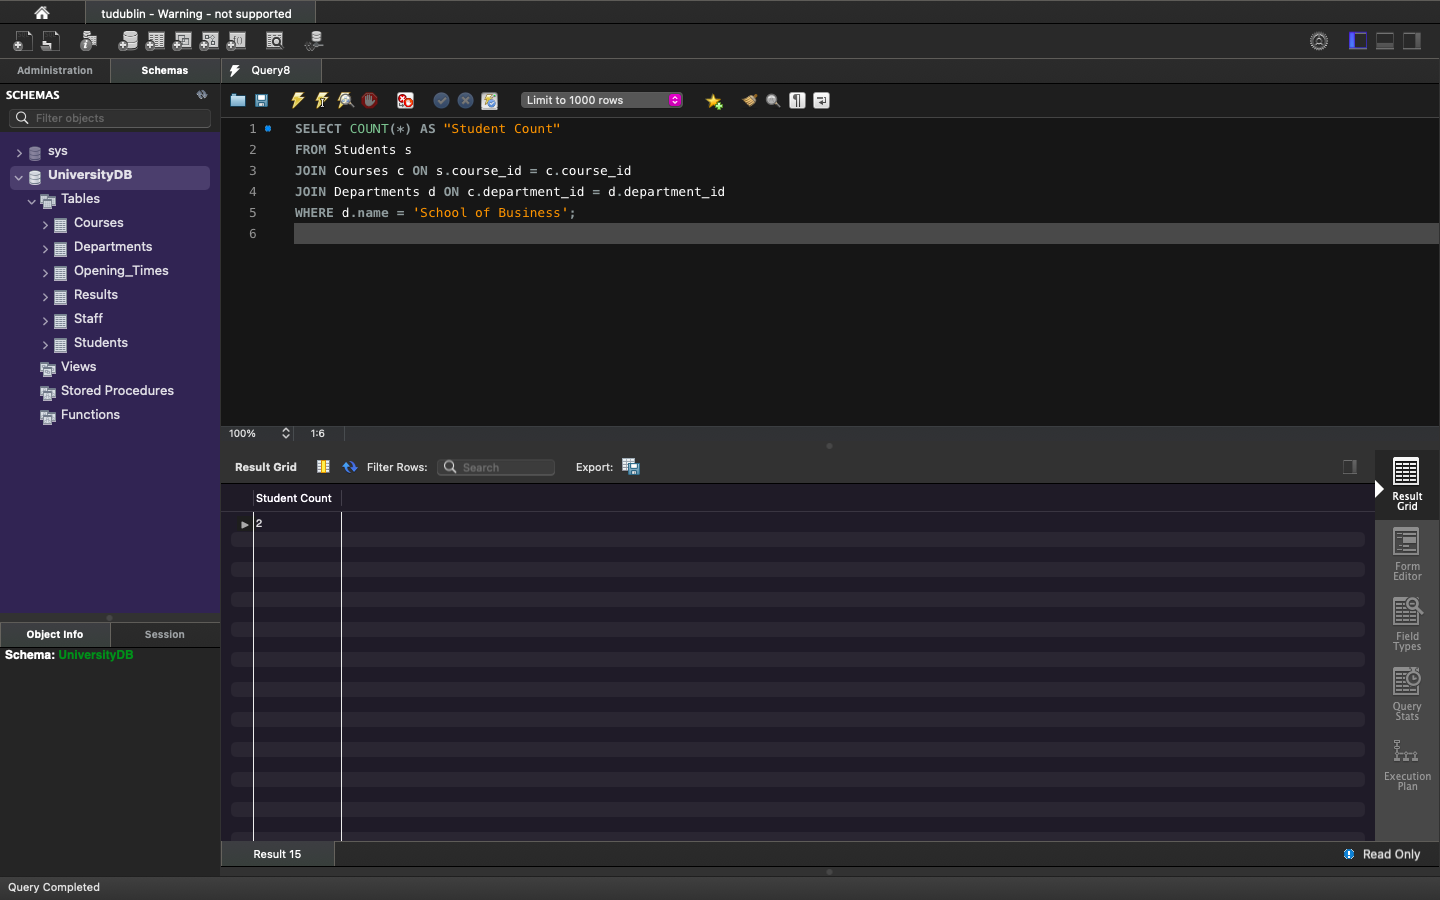 tudublin - Warning - not supported
Administration
Schemas
Query8
SCHEMAS
Filter objects
Limit to 1000 rows
sys
UniversityDB
Tables
Courses
Departments
Opening_Times
Results
Staff
Students
Views
Stored Procedures
Functions
1 SELECT COUNT(*) AS "Student Count"
2 FROM Students s
3 JOIN Courses c ON s.course_id = c.course_id
4 JOIN Departments d ON c.department_id = d.department_id
5 WHERE d.name = 'School of Business';
6
100%
1:6
Result Grid
Filter Rows:
Search
Export:
Student Count
2
Result
Grid
Form
Editor
Field
Types
Query
Stats
Execution
Plan
Object Info
Session
Schema: UniversityDB
Result 15
Read Only
Query Completed